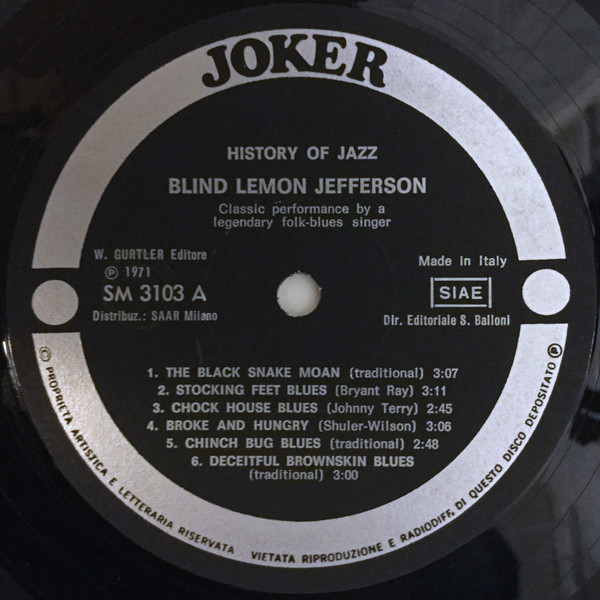 JOKER
HISTORY OF JAZZ
BLIND LEMON JEFFERSON
Classic performance by a
legendary folk-blues singer
W. GURTLER Editore
Ⓟ 1971
SM 3103 A
Distribuz.: SAAR Milano
Made in Italy
SIAE
Dir. Editoriale S. Balloni
1. THE BLACK SNAKE MOAN (traditional) 3:07
2. STOCKING FEET BLUES (Bryant Ray) 3:11
3. CHOCK HOUSE BLUES (Johnny Terry) 2:45
4. BROKE AND HUNGRY (Shuler-Wilson) 3:06
5. CHINCH BUG BLUES (traditional) 2:48
6. DECEITFUL BROWNSKIN BLUES
(traditional) 3:00
© PROPRIETA ARTISTICA E LETTERARIA RISERVATA - VIETATA RIPRODUZIONE E RADIODIFF. DI QUESTO DISCO DEPOSITATO Ⓟ